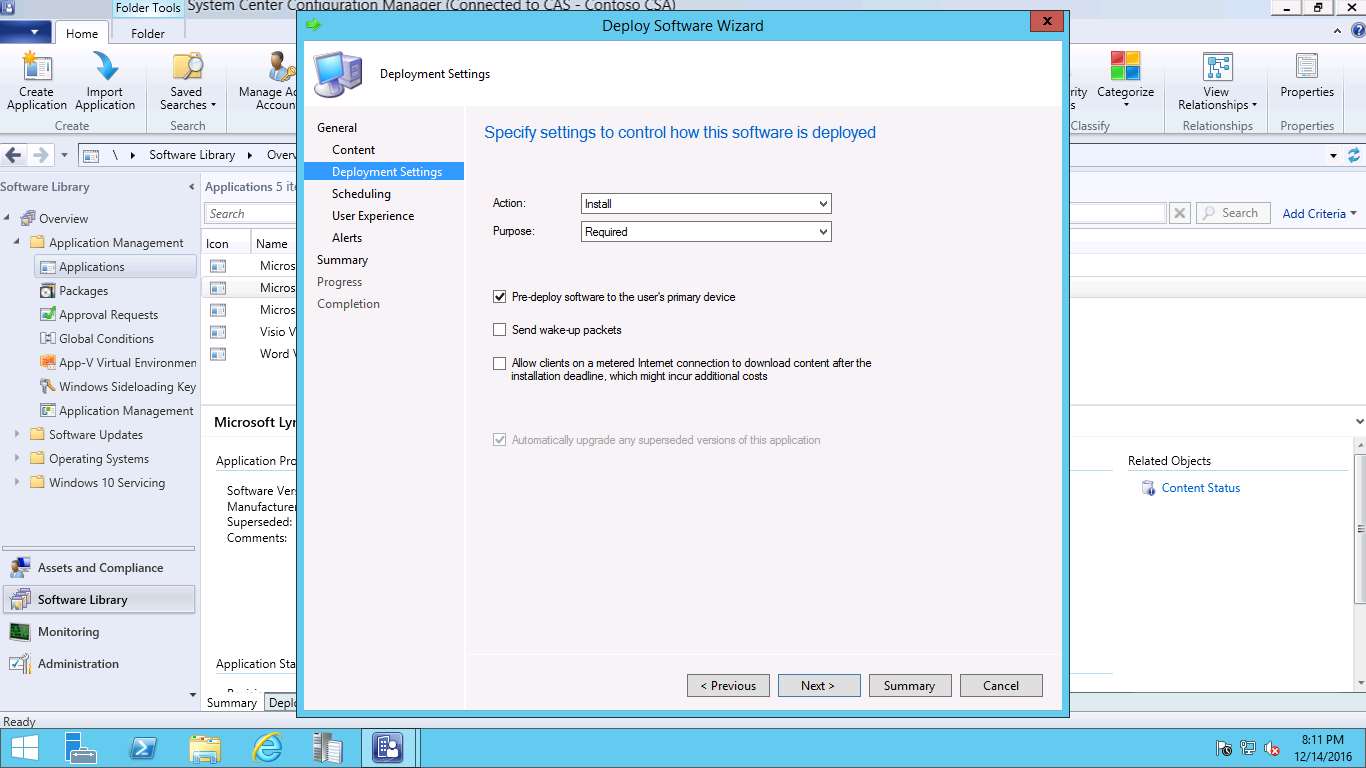 Folder Tools
System Center Configuration Manager (Connected to CAS - Contoso CSA)
Deploy Software Wizard
Home
Folder
Create Application
Import Application
Saved Searches
Manage Ac
Accoun
Create
Search
Categorize
View Relationships
Properties
Classify
Relationships
Properties
\ Software Library Overv
Software Library
Applications 5 ite
Search
Search
Add Criteria
Icon
Name
Micros
Micros
Micros
Visio V
Word V
Overview
Application Management
Applications
Packages
Approval Requests
Global Conditions
App-V Virtual Environmen
Windows Sideloading Key
Application Management
Software Updates
Operating Systems
Windows 10 Servicing
Assets and Compliance
Software Library
Monitoring
Administration
Microsoft Lyn
Application Pro
Software Vers
Manufacturer
Superseded:
Comments:
Application Sta
Summary
Deplo
Related Objects
Content Status
Deployment Settings
General
Content
Deployment Settings
Scheduling
User Experience
Alerts
Summary
Progress
Completion
Specify settings to control how this software is deployed
Action:
Install
Purpose:
Required
Pre-deploy software to the user's primary device
Send wake-up packets
Allow clients on a metered Internet connection to download content after the
installation deadline, which might incur additional costs
Automatically upgrade any superseded versions of this application
< Previous
Next >
Summary
Cancel
Ready
8:11 PM
12/14/2016